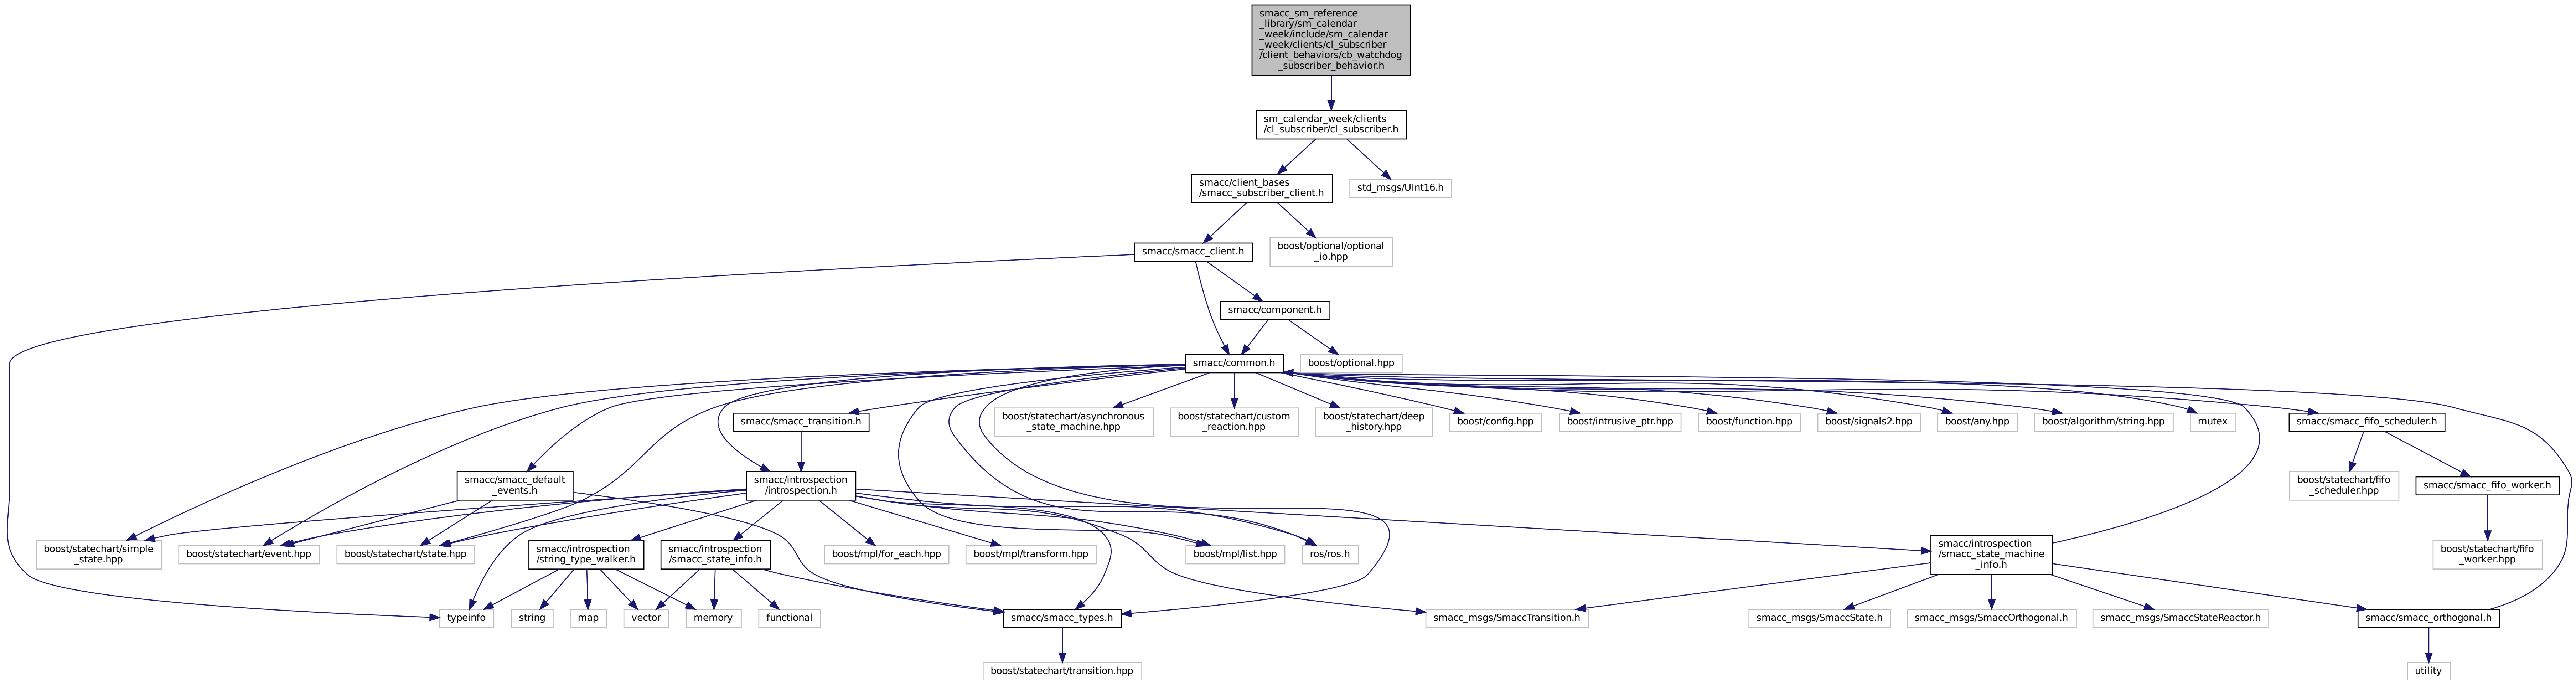 smacc_sm_reference
_library/sm_calendar
_week/include/sm_calendar
_week/clients/cl_subscriber
/client_behaviors/cb_watchdog
_subscriber_behavior.h
sm_calendar_week/clients
/cl_subscriber/cl_subscriber.h
smacc/client_bases
/smacc_subscriber_client.h
std_msgs/UInt16.h
smacc/smacc_client.h
boost/optional/optional
_io.hpp
smacc/component.h
smacc/common.h
boost/optional.hpp
smacc/smacc_transition.h
boost/statechart/asynchronous
_state_machine.hpp
boost/statechart/custom
_reaction.hpp
boost/statechart/deep
_history.hpp
boost/config.hpp
boost/intrusive_ptr.hpp
boost/function.hpp
boost/signals2.hpp
boost/any.hpp
boost/algorithm/string.hpp
mutex
smacc/smacc_fifo_scheduler.h
smacc/smacc_default
_events.h
smacc/introspection
/introspection.h
boost/statechart/fifo
_scheduler.hpp
smacc/smacc_fifo_worker.h
boost/statechart/simple
_state.hpp
boost/statechart/event.hpp
boost/statechart/state.hpp
smacc/introspection
/string_type_walker.h
smacc/introspection
/smacc_state_info.h
boost/mpl/for_each.hpp
boost/mpl/transform.hpp
boost/mpl/list.hpp
ros/ros.h
smacc/introspection
/smacc_state_machine
_info.h
boost/statechart/fifo
_worker.hpp
typeinfo
string
map
vector
memory
functional
smacc/smacc_types.h
smacc_msgs/SmaccTransition.h
smacc_msgs/SmaccState.h
smacc_msgs/SmaccOrthogonal.h
smacc_msgs/SmaccStateReactor.h
smacc/smacc_orthogonal.h
boost/statechart/transition.hpp
utility